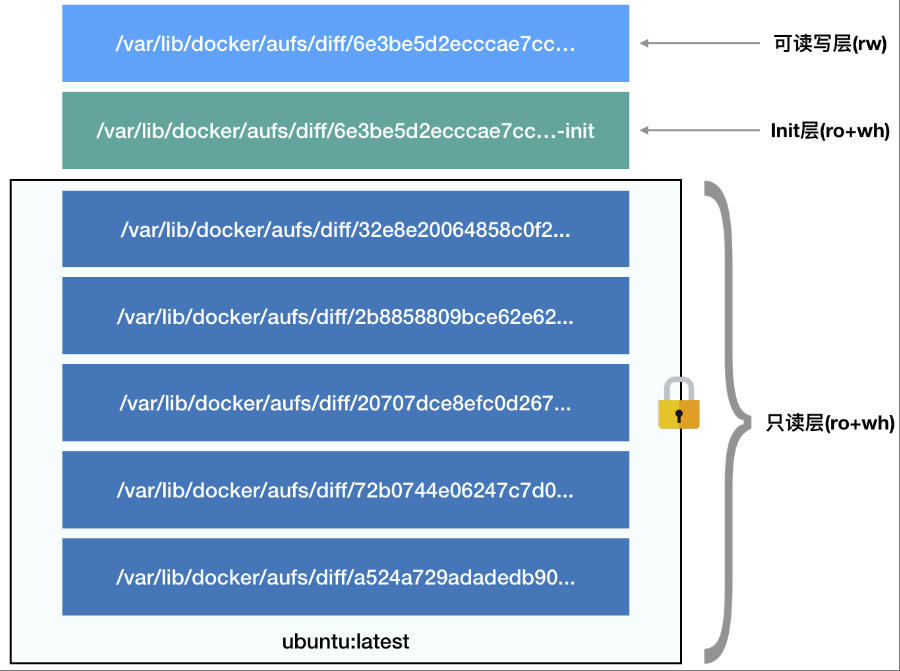 /var/lib/docker/aufs/diff/6e3be5d2ecccae7cc...
可读写层(rw)
/var/lib/docker/aufs/diff/6e3be5d2ecccae7cc...-init
Init层(ro+wh)
/var/lib/docker/aufs/diff/32e8e20064858c0f2...
/var/lib/docker/aufs/diff/2b8858809bce62e62...
/var/lib/docker/aufs/diff/20707dce8efc0d267...
只读层(ro+wh)
/var/lib/docker/aufs/diff/72b0744e06247c7d0...
/var/lib/docker/aufs/diff/a524a729adadedb90...
ubuntu:latest